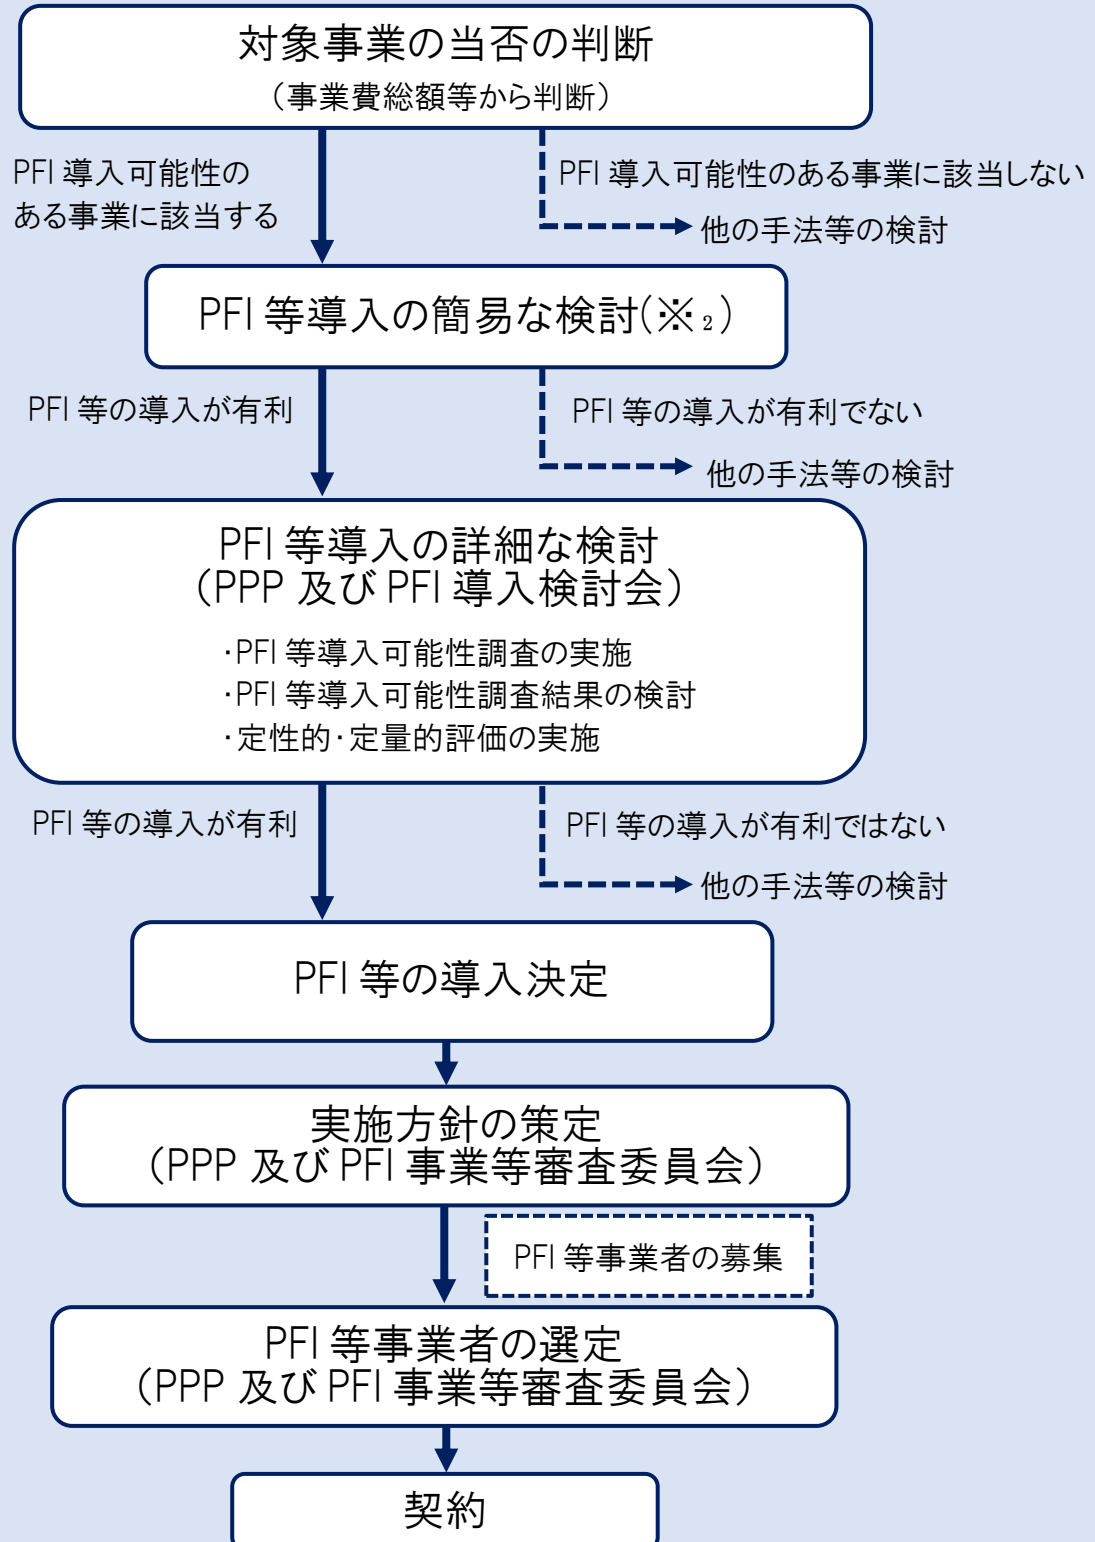 対象事業の当否の判断
（事業費総額等から判断）
PFI 導入可能性の
ある事業に該当する
PFI 導入可能性のある事業に該当しない
他の手法等の検討
PFI 等導入の簡易な検討(※2)
PFI 等の導入が有利
PFI 等の導入が有利でない
他の手法等の検討
PFI 等導入の詳細な検討
（PPP 及び PFI 導入検討会）
・PFI 等導入可能性調査の実施
・PFI 等導入可能性調査結果の検討
・定性的・定量的評価の実施
PFI 等の導入が有利
PFI 等の導入が有利ではない
他の手法等の検討
PFI 等の導入決定
実施方針の策定
（PPP 及び PFI 事業等審査委員会）
PFI 等事業者の募集
PFI 等事業者の選定
（PPP 及び PFI 事業等審査委員会）
契約